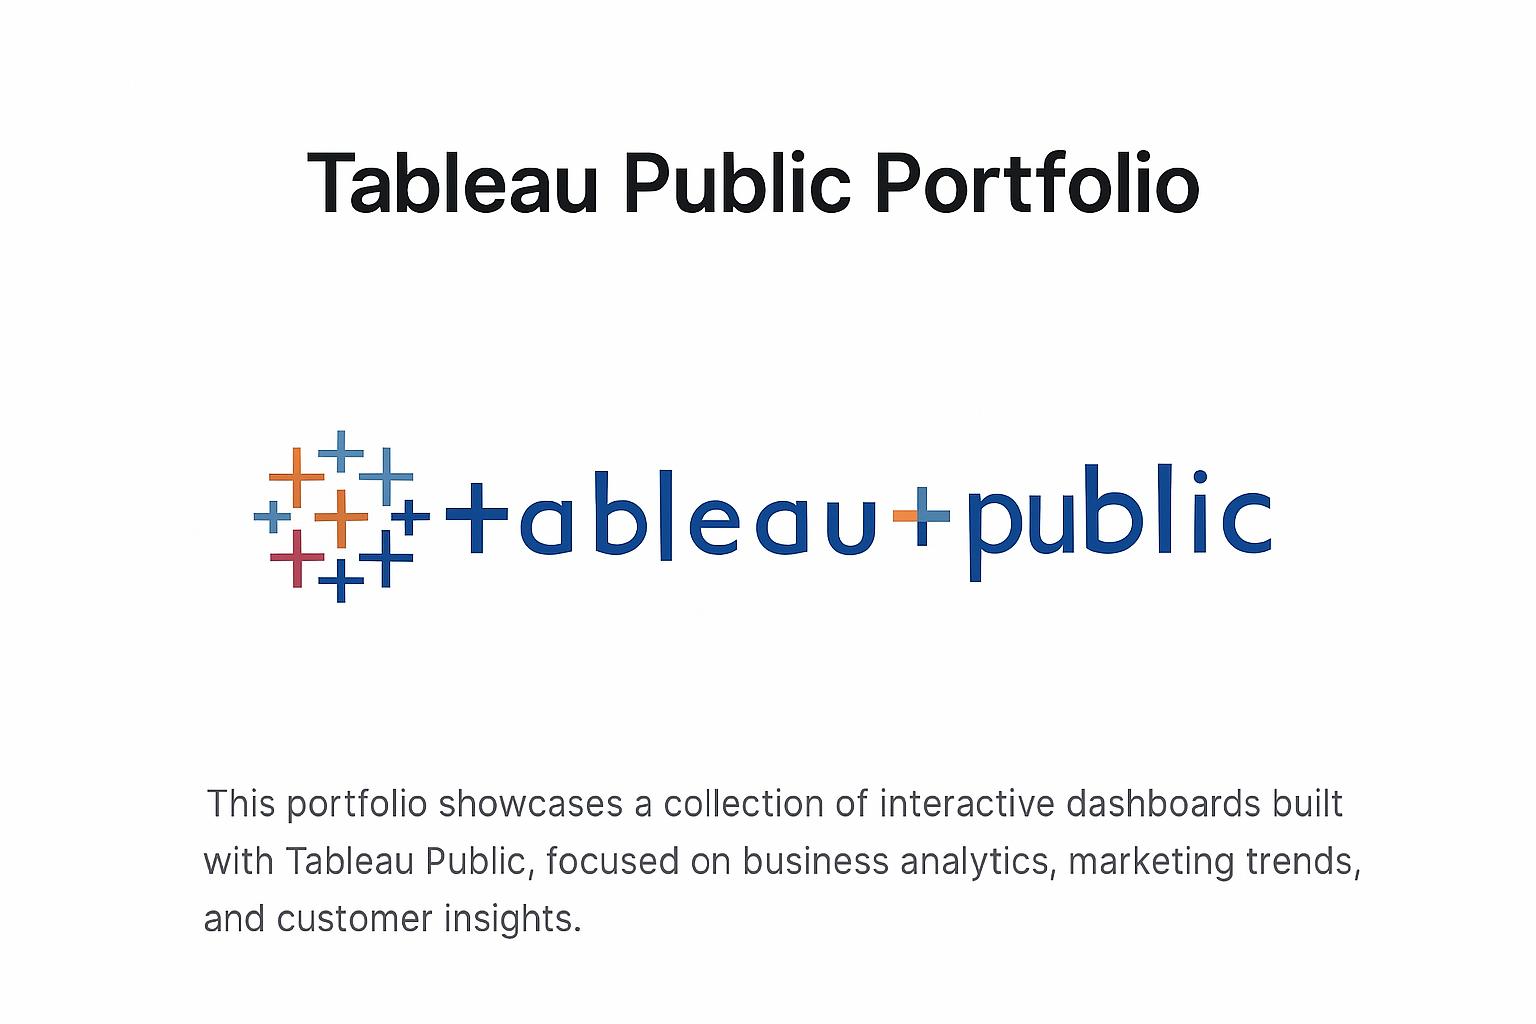 Tableau Public Portfolio
+ableau+public
This portfolio showcases a collection of interactive dashboards built
with Tableau Public, focused on business analytics, marketing trends,
and customer insights.